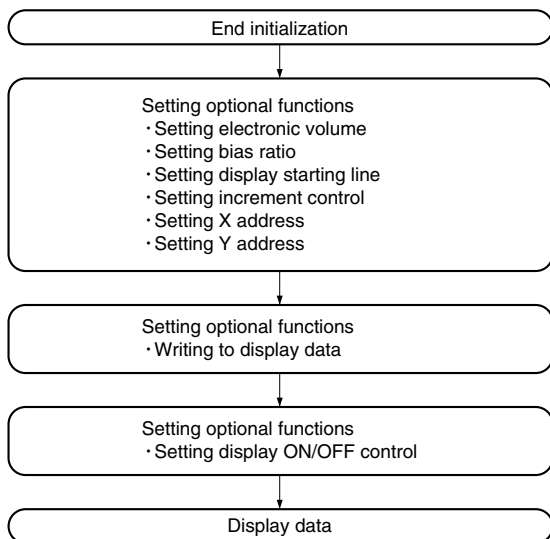 End initialization
Setting optional functions
・Setting electronic volume
・Setting bias ratio
・Setting display starting line
・Setting increment control
・Setting X address
・Setting Y address
Setting optional functions
・Writing to display data
Setting optional functions
・Setting display ON/OFF control
Display data